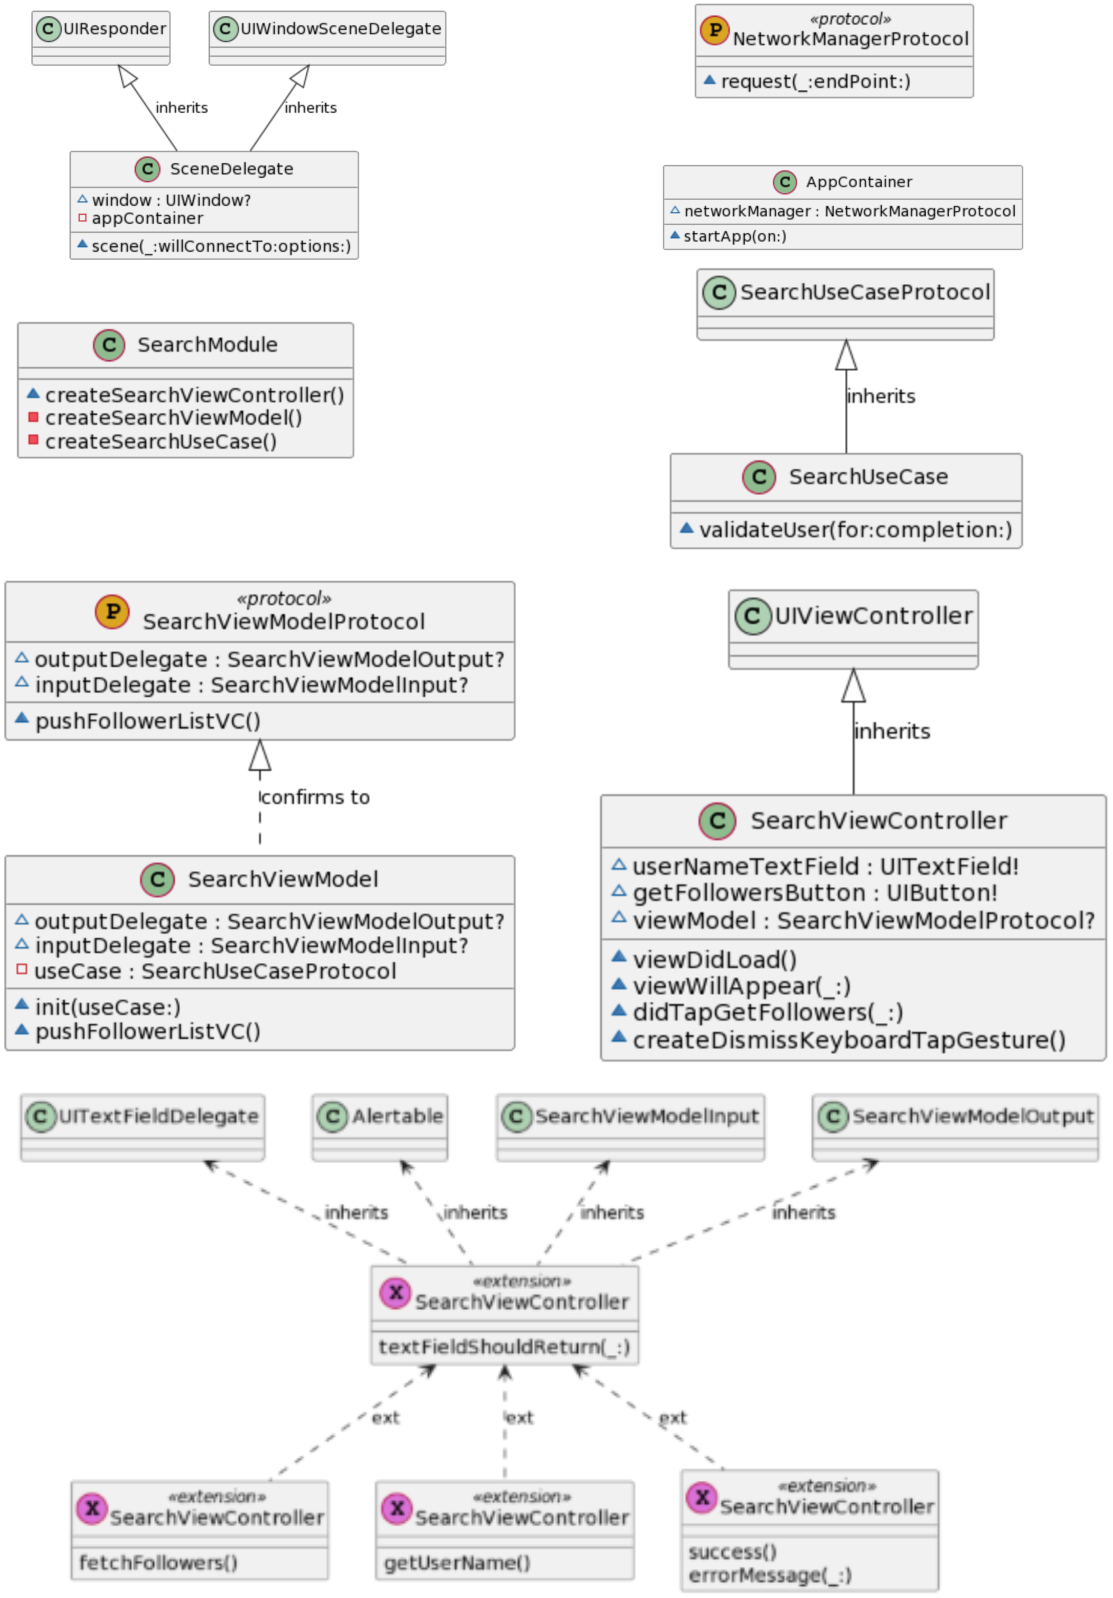 C UIResponder
C UIWindowSceneDelegate
inherits
inherits
C SceneDelegate
window : UIWindow?
appContainer
scene(_:willConnectTo:options:)
«protocol»
P NetworkManagerProtocol
request(_:endPoint:)
C AppContainer
networkManager : NetworkManagerProtocol
startApp(on:)
C SearchModule
createSearchViewController()
createSearchViewModel()
createSearchUseCase()
C SearchUseCaseProtocol
inherits
C SearchUseCase
validateUser(for:completion:)
«protocol»
P SearchViewModelProtocol
outputDelegate : SearchViewModelOutput?
inputDelegate : SearchViewModelInput?
pushFollowerListVC()
confirms to
C SearchViewModel
outputDelegate : SearchViewModelOutput?
inputDelegate : SearchViewModelInput?
useCase : SearchUseCaseProtocol
init(useCase:)
pushFollowerListVC()
C UIViewController
inherits
C SearchViewController
userNameTextField : UITextField!
getFollowersButton : UIButton!
viewModel : SearchViewModelProtocol?
viewDidLoad()
viewWillAppear(_:)
didTapGetFollowers(_:)
createDismissKeyboardTapGesture()
C UITextFieldDelegate
C Alertable
C SearchViewModelInput
C SearchViewModelOutput
inherits
inherits
inherits
inherits
«extension»
X SearchViewController
textFieldShouldReturn(_:)
ext
ext
ext
«extension»
X SearchViewController
fetchFollowers()
«extension»
X SearchViewController
getUserName()
«extension»
X SearchViewController
success()
errorMessage(_:)